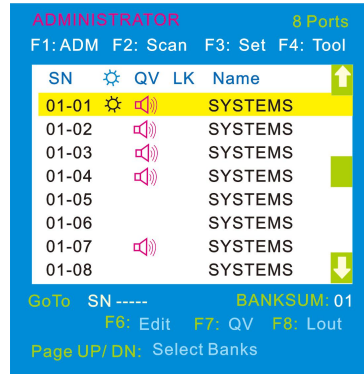 ADMINISTRATOR 8 Ports
F1: ADM F2: Scan F3: Set F4: Tool
SN QV LK Name
01-01 SYSTEMS
01-02 SYSTEMS
01-03 SYSTEMS
01-04 SYSTEMS
01-05 SYSTEMS
01-06 SYSTEMS
01-07 SYSTEMS
01-08 SYSTEMS
GoTo SN ----- BANKSUM: 01
F6: Edit F7: QV F8: Lout
Page UP/ DN: Select Banks